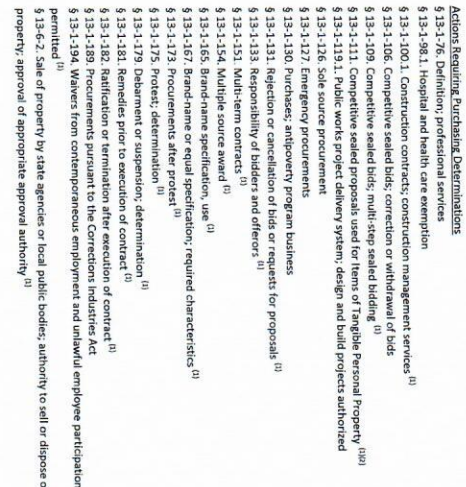 Actions Requiring Purchasing Determinations
§ 13-1-76. Definition; professional services
§ 13-1-98.1. Hospital and health care exemption
§ 13-1-100.1. Construction contracts; construction management services (1)
§ 13-1-106. Competitive sealed bids; correction or withdrawal of bids
§ 13-1-109. Competitive sealed bids; multi-step sealed bidding (1)
§ 13-1-111. Competitive sealed proposals used for Items of Tangible Personal Property (1)(2)
§ 13-1-119.1. Public works project delivery system; design and build projects authorized
§ 13-1-126. Sole source procurement
§ 13-1-127. Emergency procurements
§ 13-1-130. Purchases; antipoverty program business
§ 13-1-131. Rejection or cancellation of bids or requests for proposals (1)
§ 13-1-133. Responsibility of bidders and offerors (1)
§ 13-1-151. Multi-term contracts (1)
§ 13-1-154. Multiple source award (1)
§ 13-1-165. Brand-name specification, use (1)
§ 13-1-167. Brand-name or equal specification; required characteristics (1)
§ 13-1-173. Procurements after protest (1)
§ 13-1-175. Protest; determination (1)
§ 13-1-179. Debarment or suspension; determination (1)
§ 13-1-181. Remedies prior to execution of contract (1)
§ 13-1-182. Ratification or termination after execution of contract (1)
§ 13-1-189. Procurements pursuant to the Corrections Industries Act
§ 13-1-194. Waivers from contemporaneous employment and unlawful employee participation
permitted (1)
§ 13-6-2. Sale of property by state agencies or local public bodies; authority to sell or dispose o
property; approval of appropriate approval authority (1)